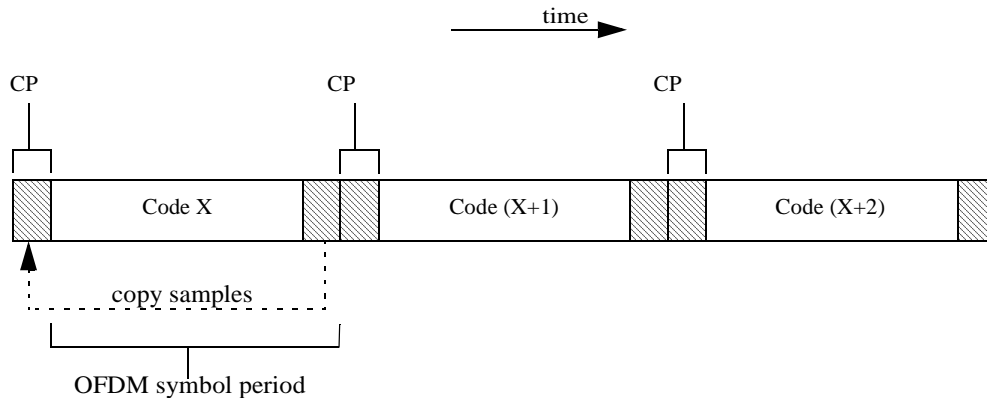 time
CP
CP
CP
Code X
Code (X+1)
Code (X+2)
copy samples
OFDM symbol period